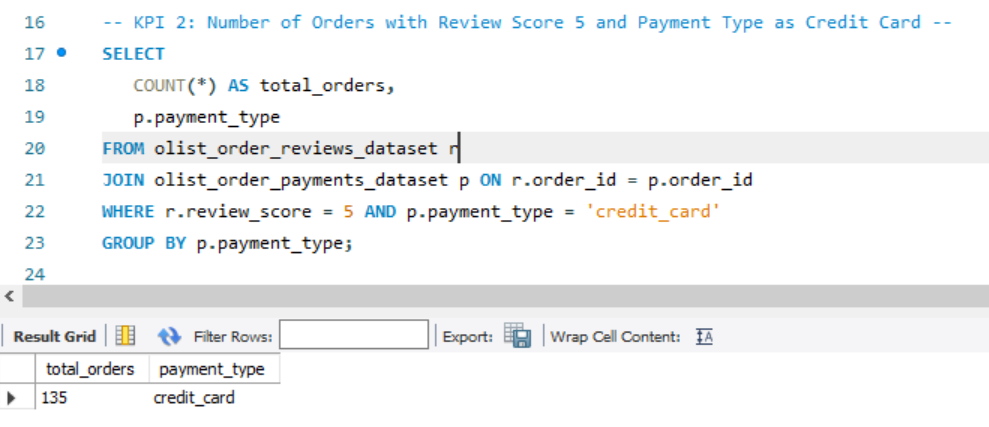 16 -- KPI 2: Number of Orders with Review Score 5 and Payment Type as Credit Card --
17 SELECT
18 COUNT(*) AS total_orders,
19 p.payment_type
20 FROM olist_order_reviews_dataset r
21 JOIN olist_order_payments_dataset p ON r.order_id = p.order_id
22 WHERE r.review_score = 5 AND p.payment_type = 'credit_card'
23 GROUP BY p.payment_type;
24
Result Grid Filter Rows: Export: Wrap Cell Content: IA
total_orders payment_type
135 credit_card